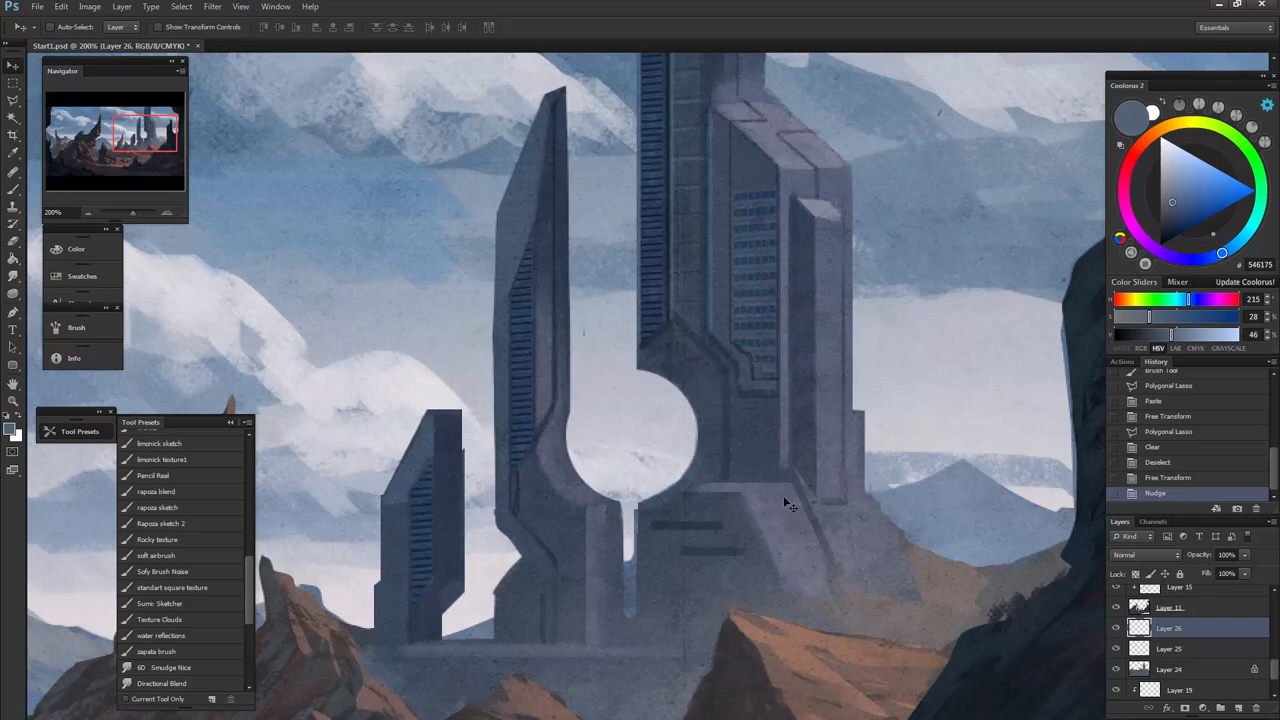 Ps File Edit Image Layer Type Select Filter View Window Help
Auto-Select: Layer Show Transform Controls Essentials
Start1.psd @ 200% (Layer 26, RGB/8/CMYK) * ×
Navigator
200%
Color
Swatches
Brush
Info
Tool Presets
Tool Presets
limonick sketch
limonick texture1
Pencil Real
rapoza blend
rapoza sketch
Rapoza sketch 2
Rocky texture
soft airbrush
Sofy Brush Noise
standart square texture
Sumi: Sketcher
Texture Clouds
water reflections
zapata brush
6D Smudge Nice
Directional Blend
Current Tool Only
Coolorus 2
# 546175
Color Sliders Mixer Update Coolorus!
H 215
S 28
V 46
RGB HSV LAB CMYK GRAYSCALE
Actions History
Brush Tool
Polygonal Lasso
Paste
Free Transform
Polygonal Lasso
Clear
Deselect
Free Transform
Nudge
Layers Channels
Kind
Normal Opacity: 100%
Lock: Fill: 100%
Layer 15
Layer 11
Layer 26
Layer 25
Layer 24
Layer 19
fx